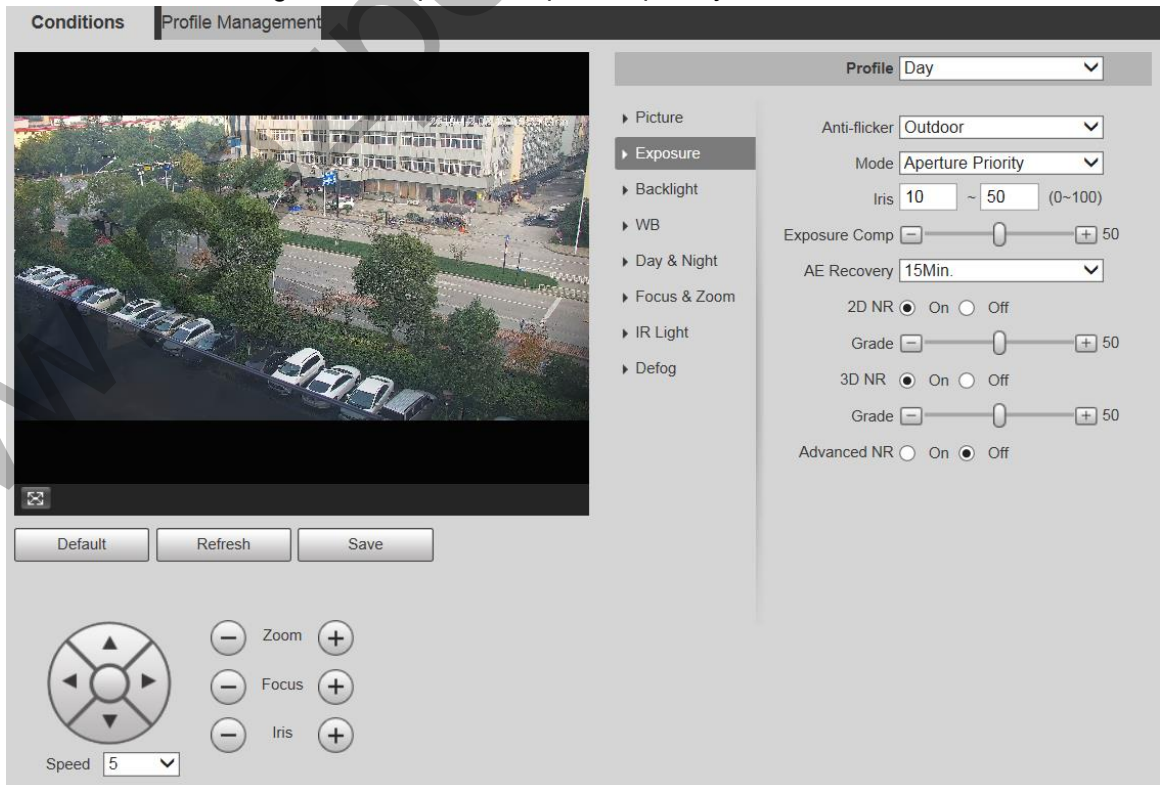 Conditions Profile Management
Profile Day
Picture
Exposure
Backlight
WB
Day & Night
Focus & Zoom
IR Light
Defog
Anti-flicker Outdoor
Mode Aperture Priority
Iris 10 ~ 50 (0~100)
Exposure Comp - + 50
AE Recovery 15Min.
2D NR On Off
Grade - + 50
3D NR On Off
Grade - + 50
Advanced NR On Off
Default Refresh Save
- Zoom +
- Focus +
- Iris +
Speed 5